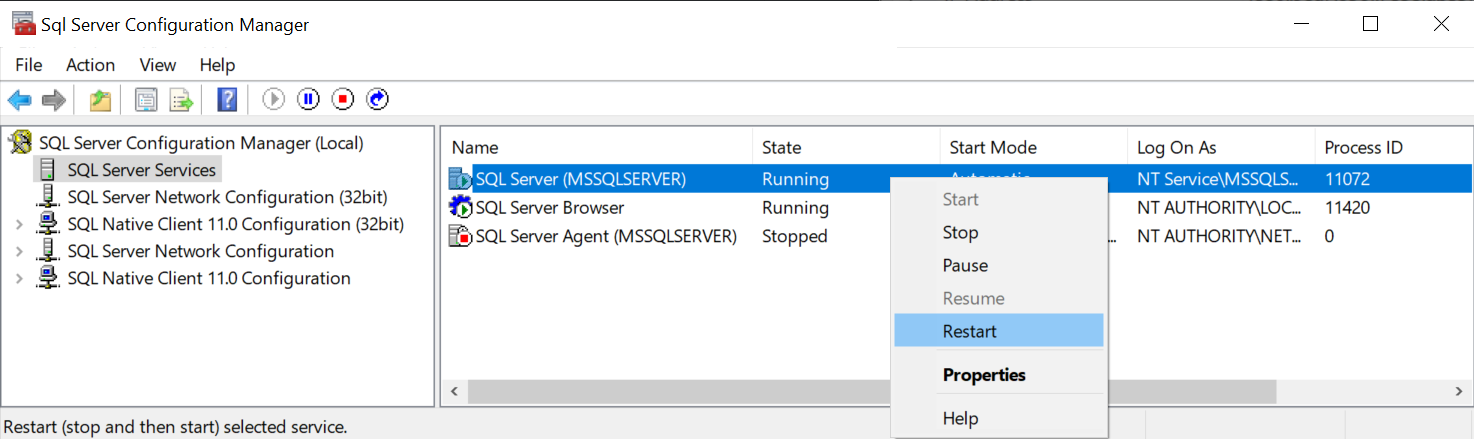 Sql Server Configuration Manager
File Action View Help
SQL Server Configuration Manager (Local)
SQL Server Services
SQL Server Network Configuration (32bit)
SQL Native Client 11.0 Configuration (32bit)
SQL Server Network Configuration
SQL Native Client 11.0 Configuration
Name State Start Mode Log On As Process ID
SQL Server (MSSQLSERVER) Running Automatic NT Service\MSSQLS... 11072
SQL Server Browser Running NT AUTHORITY\LOC... 11420
SQL Server Agent (MSSQLSERVER) Stopped ... NT AUTHORITY\NET... 0
Start
Stop
Pause
Resume
Restart
Properties
Help
Restart (stop and then start) selected service.